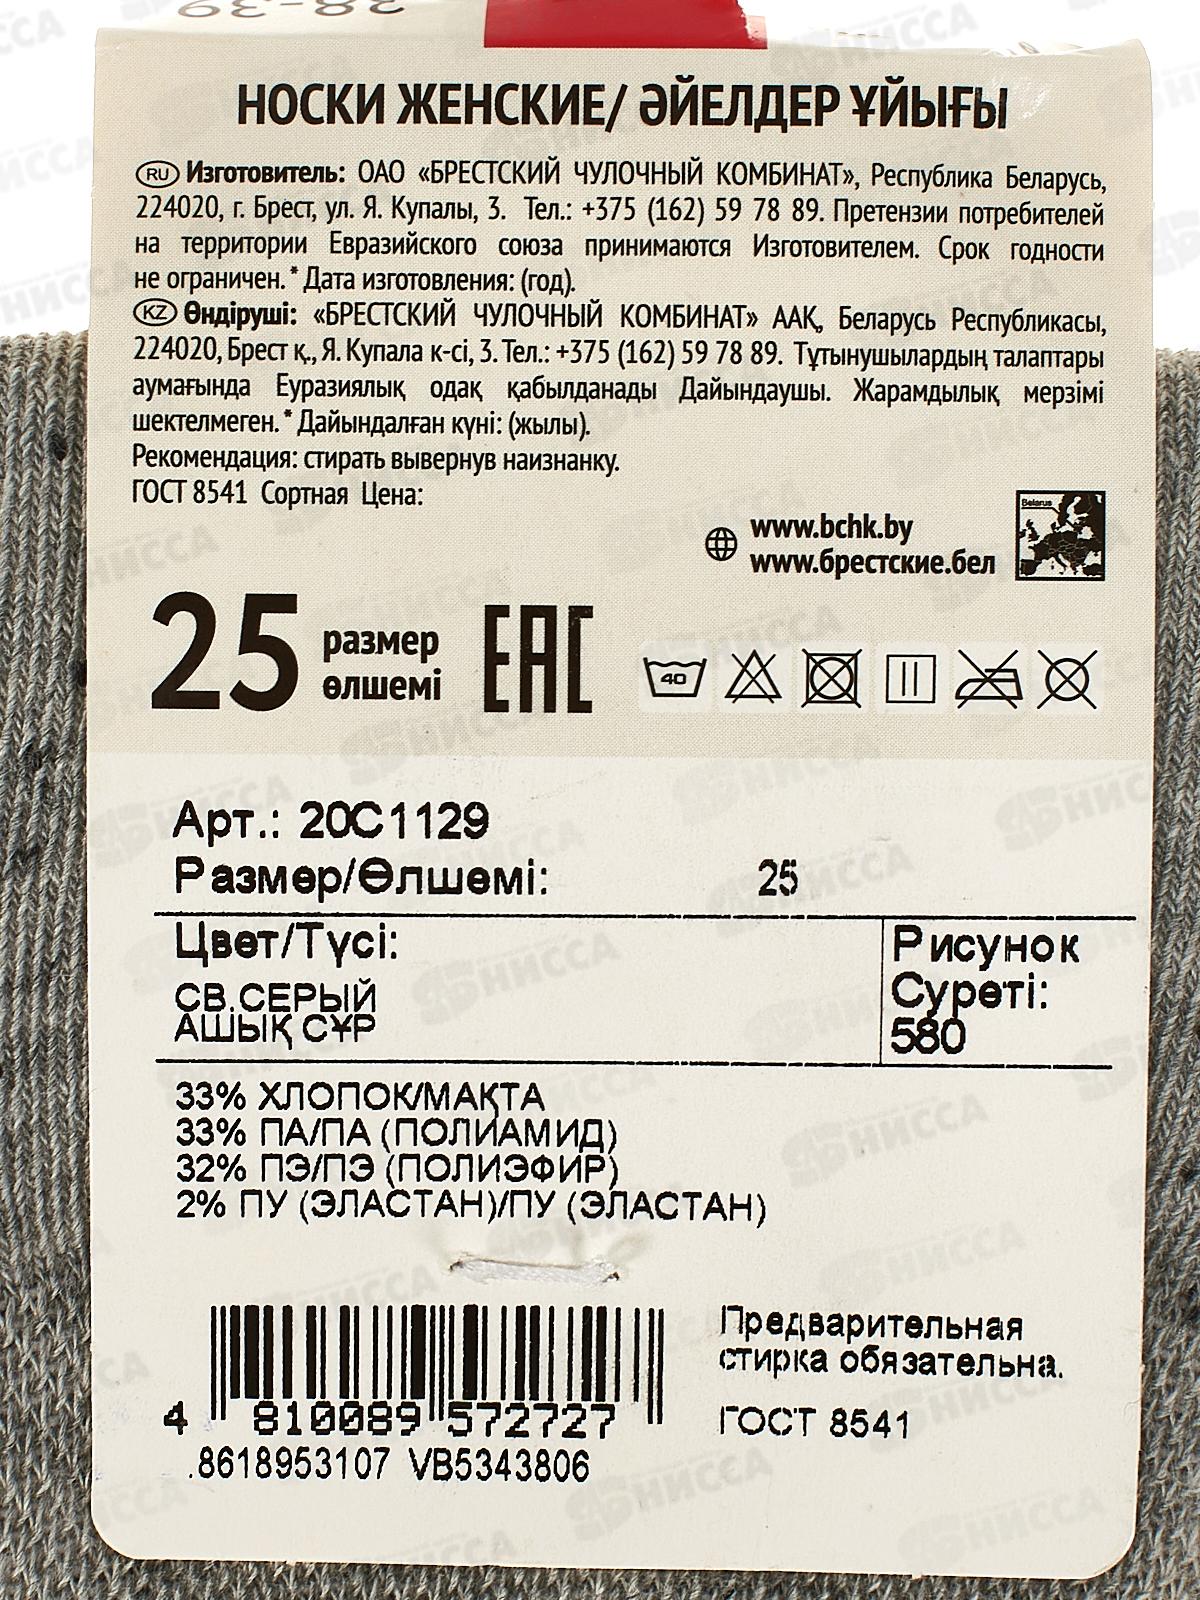 38-39
НОСКИ ЖЕНСКИЕ/ ӘЙЕЛДЕР ҰЙЫҒЫ
RU Изготовитель: ОАО «БРЕСТСКИЙ ЧУЛОЧНЫЙ КОМБИНАТ», Республика Беларусь,
224020, г. Брест, ул. Я. Купалы, 3. Тел.: +375 (162) 59 78 89. Претензии потребителей
на территории Евразийского союза принимаются Изготовителем. Срок годности
не ограничен. * Дата изготовления: (год).
KZ Өндіруші: «БРЕСТСКИЙ ЧУЛОЧНЫЙ КОМБИНАТ» ААҚ, Беларусь Республикасы,
224020, Брест қ., Я. Купала к-сі, 3. Тел.: +375 (162) 59 78 89. Тұтынушылардың талаптары
аумағында Еуразиялық одақ қабылданады Дайындаушы. Жарамдылық мерзімі
шектелмеген. * Дайындалған күні: (жылы).
Рекомендация: стирать вывернув наизнанку.
ГОСТ 8541 Сортная Цена:
www.bchk.by
www.брестские.бел
Belarus
25 размер
өлшемі
EAC
40
Арт.: 20С1129
Размер/Өлшемі: 25
Цвет/Түсі:
СВ.СЕРЫЙ
АШЫҚ СҰР
Рисунок
Суреті:
580
33% ХЛОПОК/МАҚТА
33% ПА/ПА (ПОЛИАМИД)
32% ПЭ/ПЭ (ПОЛИЭФИР)
2% ПУ (ЭЛАСТАН)/ПУ (ЭЛАСТАН)
4 810089 572727
.8618953107 VB5343806
Предварительная
стирка обязательна.
ГОСТ 8541
НИССА